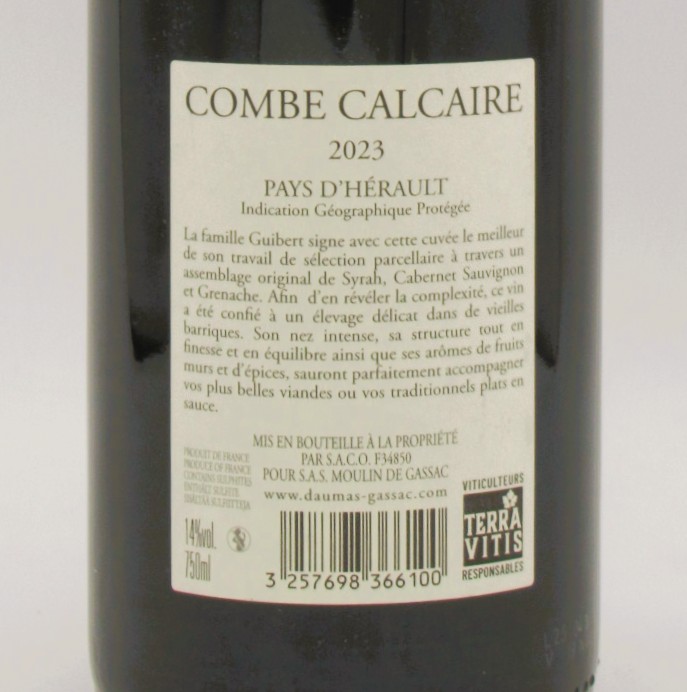 COMBE CALCAIRE
2023
PAYS D'HÉRAULT
Indication Géographique Protégée
La famille Guibert signe avec cette cuvée le meilleur
de son travail de sélection parcellaire à travers un
assemblage original de Syrah, Cabernet Sauvignon
et Grenache. Afin d'en révéler la complexité, ce vin
a été confié à un élevage délicat dans de vieilles
barriques. Son nez intense, sa structure tout en
finesse et en équilibre ainsi que ses arômes de fruits
murs et d'épices, sauront parfaitement accompagner
vos plus belles viandes ou vos traditionnels plats en
sauce.
MIS EN BOUTEILLE À LA PROPRIÉTÉ
PAR S.A.C.O. F34850
POUR S.A.S. MOULIN DE GASSAC
www.daumas-gassac.com
PRODUIT DE FRANCE
PRODUCE OF FRANCE
CONTAINS SULPHITES
ENTHÄLT SULFITE
14%vol.
750ml
3 257698 366100
VITICULTEURS
TERRA
VITIS
RESPONSABLES